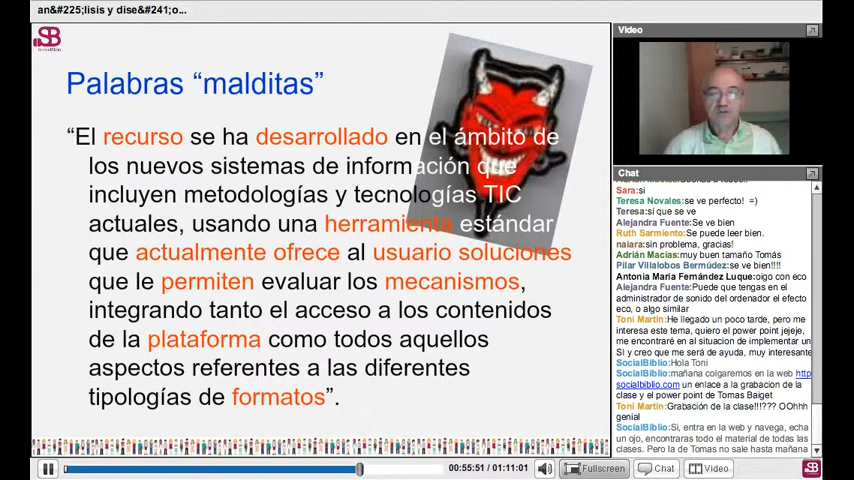 an&#225;lisis y dise&#241;o...
SB
SocialBiblio
Palabras “malditas”
“El recurso se ha desarrollado en el ámbito de
los nuevos sistemas de información que
incluyen metodologías y tecnologías TIC
actuales, usando una herramienta estándar
que actualmente ofrece al usuario soluciones
que le permiten evaluar los mecanismos,
integrando tanto el acceso a los contenidos
de la plataforma como todos aquellos
aspectos referentes a las diferentes
tipologías de formatos”.
Video
Chat
Sara:si
Teresa Novales:se ve perfecto! =)
Teresa:sí que se ve
Alejandra Fuente:Se ve bien
Ruth Sarmiento:Se puede leer bien.
naiara:sin problema, gracias!
Adrián Macías:muy buen tamaño Tomás
Pilar Villalobos Bermúdez:se ve bien!!!!
Antonia María Fernández Luque:oigo con eco
Alejandra Fuente:Puede que tengas en el
administrador de sonido del ordenador el efecto
eco, o algo similar
Toni Martin:He llegado un poco tarde, pero me
interesa este tema, quiero el power point jejeje,
me encontraré en al situacion de implementar un
SI y creo que me será de ayuda, muy interesante
SocialBiblio:Hola Toni
SocialBiblio:mañana colgaremos en la web http
socialbiblio.com un enlace a la grabacion de la
clase y el power point de Tomas Baiget
Toni Martin:Grabación de la clase!!!??? OOhhh
genial
SocialBiblio:Si, entra en la web y navega, echa
un ojo, encontraras todo el material de todas las
clases. Pero la de Tomas no sale hasta mañana
00:55:51 / 01:11:01
Fullscreen
Chat
Video
SB